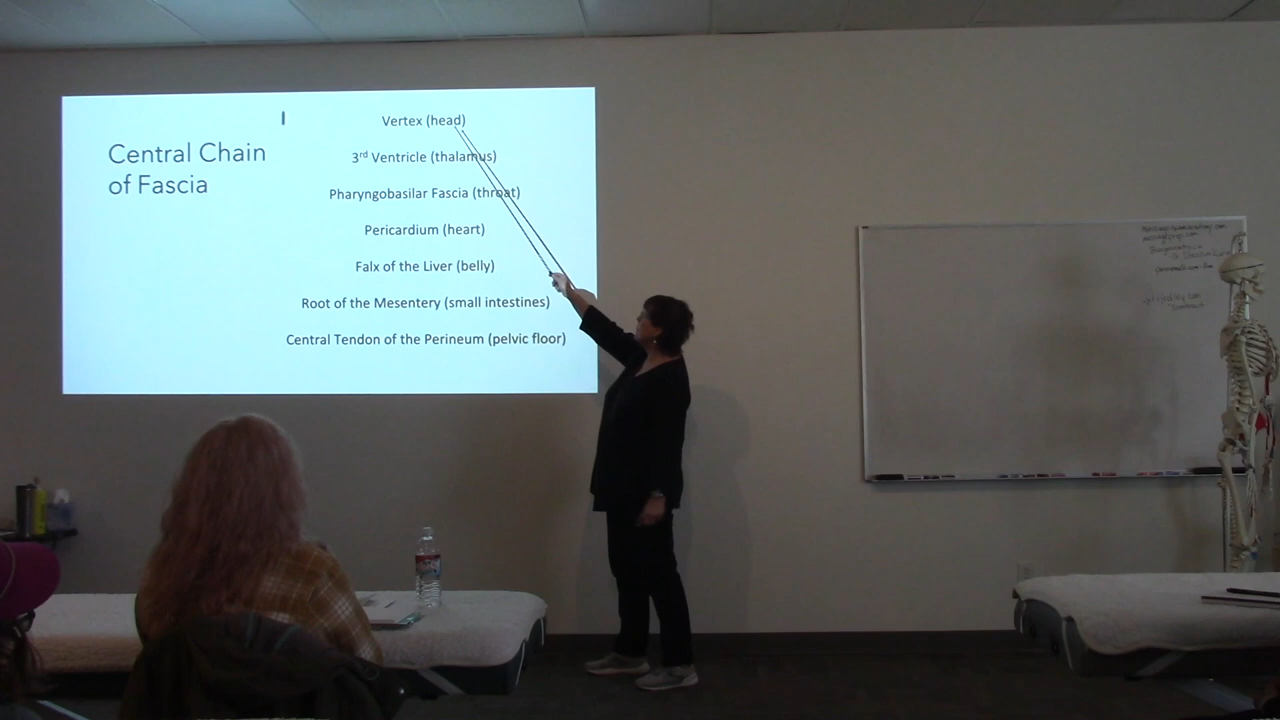 Central Chain
of Fascia
Vertex (head)
3rd Ventricle (thalamus)
Pharyngobasilar Fascia (throat)
Pericardium (heart)
Falx of the Liver (belly)
Root of the Mesentery (small intestines)
Central Tendon of the Perineum (pelvic floor)